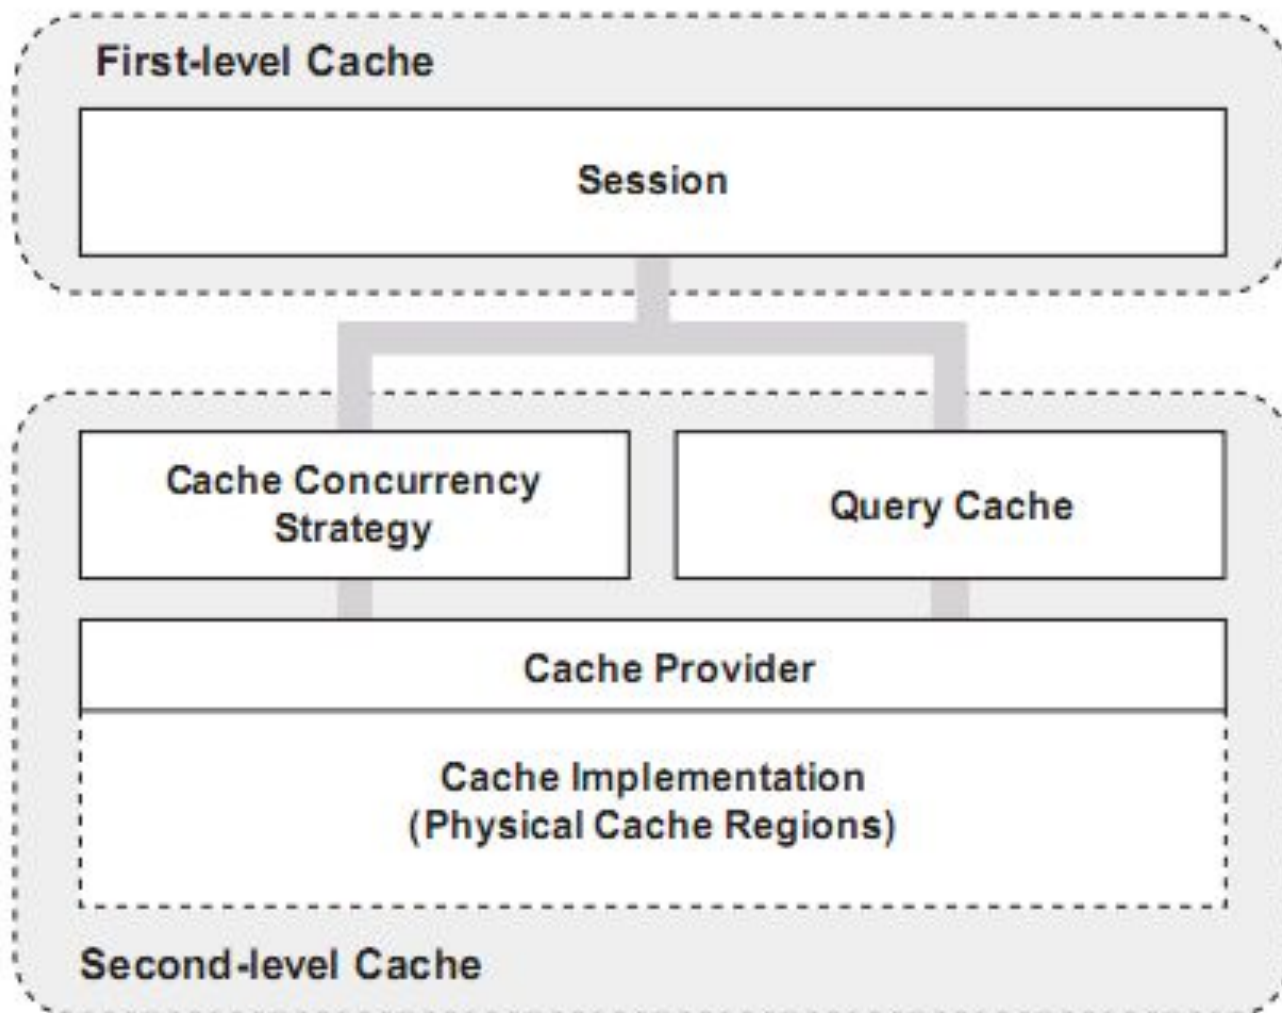 First-level Cache
Session
Cache Concurrency
Strategy
Query Cache
Cache Provider
Cache Implementation
(Physical Cache Regions)
Second-level Cache